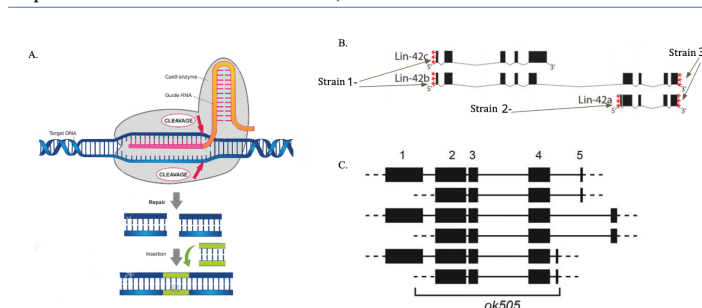 A.
Cas9 enzyme
Guide RNA
CLEAVAGE
Target DNA
CLEAVAGE
Repair
Insertion
B.
Lin-42c
5' 3'
Strain 1-
Lin-42b
5' 3'
Strain 3
Strain 2-
Lin-42a
5' 3'
C.
1 2 3 4 5
ok505